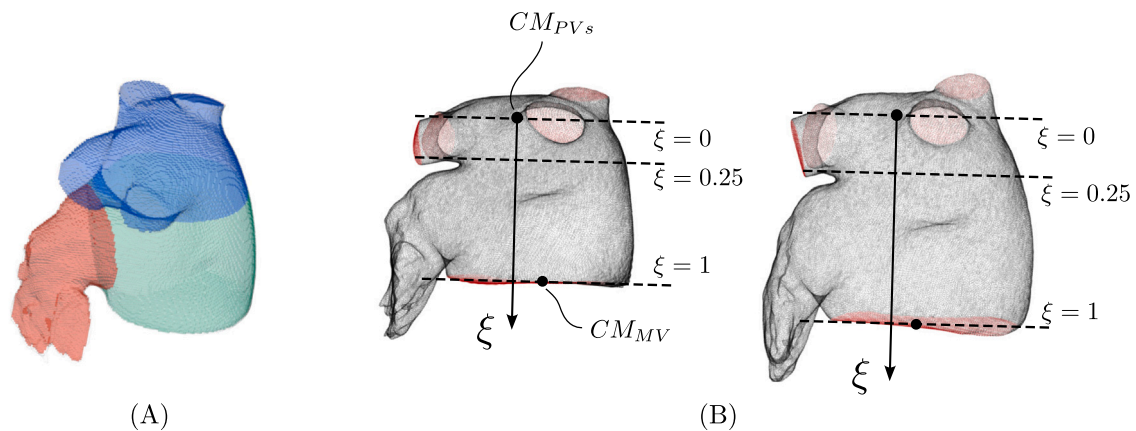 CM_{PVs}
ξ = 0
ξ = 0.25
ξ = 1
ξ
CM_{MV}
ξ = 0
ξ = 0.25
ξ = 1
ξ
(A)
(B)